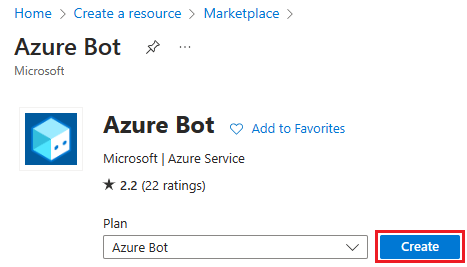 Home > Create a resource > Marketplace >
Azure Bot ...
Microsoft
Azure Bot Add to Favorites
Microsoft | Azure Service
★ 2.2 (22 ratings)
Plan
Azure Bot Create